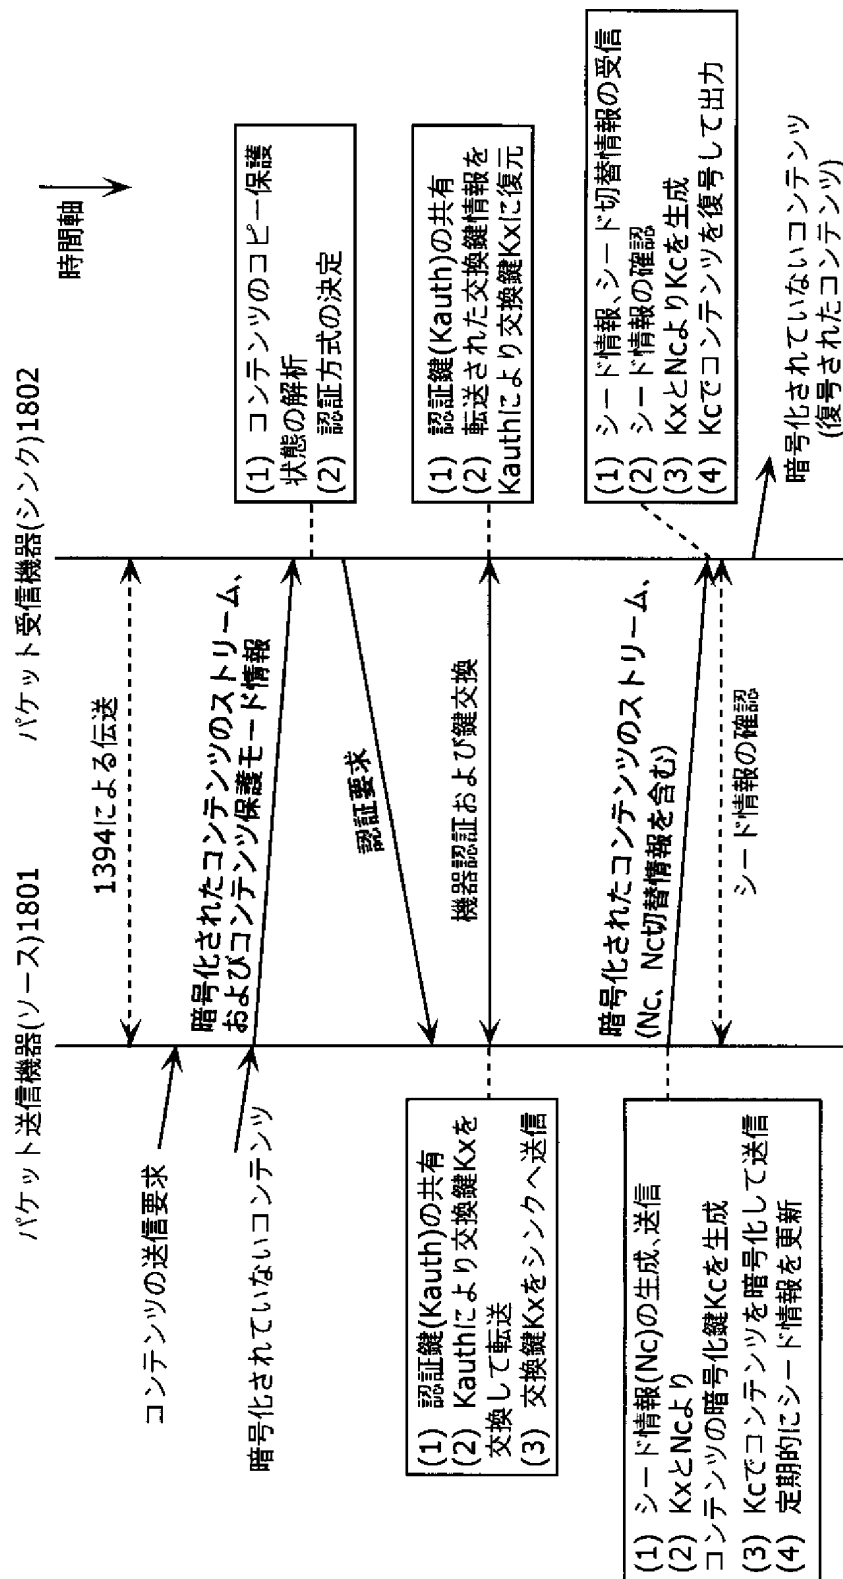 パケット送信機器(ソース)1801
パケット受信機器(シンク)1802
時間軸
1394による伝送
コンテンツの送信要求
暗号化されていないコンテンツ
暗号化されたコンテンツのストリーム、
およびコンテンツ保護モード情報
(1) コンテンツのコピー保護
状態の解析
(2) 認証方式の決定
認証要求
(1) 認証鍵(Kauth)の共有
(2) Kauthにより交換鍵Kxを
交換して転送
(3) 交換鍵Kxをシンクへ送信
機器認証および鍵交換
(1) 認証鍵(Kauth)の共有
(2) 転送された交換鍵情報を
Kauthにより交換鍵Kxに復元
(1) シード情報(Nc)の生成、送信
(2) KxとNcより
コンテンツの暗号化鍵Kcを生成
(3) Kcでコンテンツを暗号化して送信
(4) 定期的にシード情報を更新
暗号化されたコンテンツのストリーム、
(Nc、Nc切替情報を含む)
シード情報の確認
(1) シード情報、シード切替情報の受信
(2) シード情報の確認
(3) KxとNcよりKcを生成
(4) Kcでコンテンツを復号して出力
暗号化されていないコンテンツ
(復号されたコンテンツ)